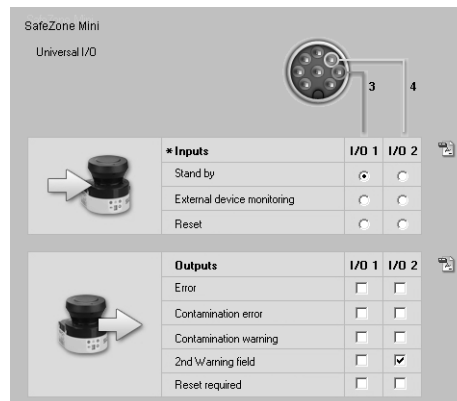 SafeZone Mini
Universal I/O
3 4
*Inputs I/O 1 I/O 2
Stand by
External device monitoring
Reset
Outputs I/O 1 I/O 2
Error
Contamination error
Contamination warning
2nd Warning field
Reset required